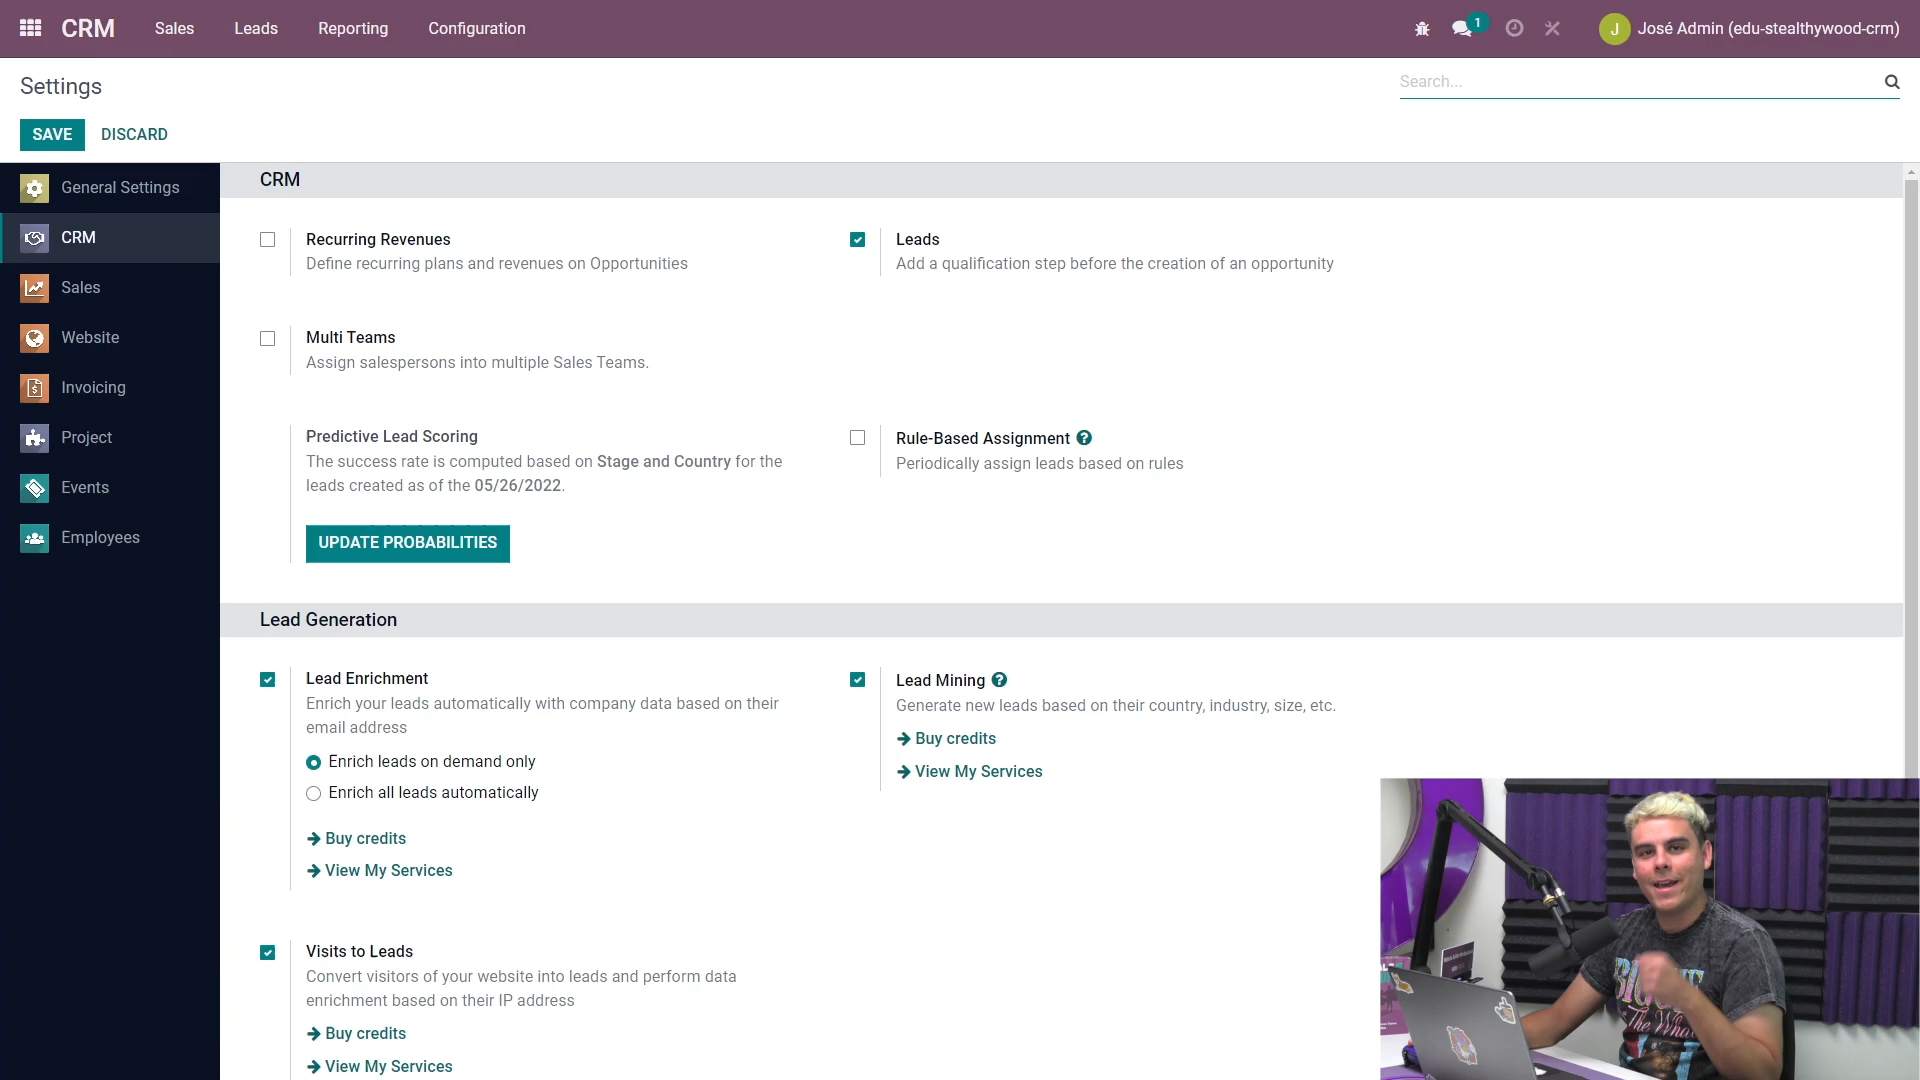 CRM Sales Leads Reporting Configuration
1
J José Admin (edu-stealthywood-crm)
Settings
Search...
SAVE DISCARD
General Settings
CRM
Sales
Website
Invoicing
Project
Events
Employees
CRM
Recurring Revenues
Define recurring plans and revenues on Opportunities
Leads
Add a qualification step before the creation of an opportunity
Multi Teams
Assign salespersons into multiple Sales Teams.
Predictive Lead Scoring
The success rate is computed based on Stage and Country for the
leads created as of the 05/26/2022.
UPDATE PROBABILITIES
Rule-Based Assignment ?
Periodically assign leads based on rules
Lead Generation
Lead Enrichment
Enrich your leads automatically with company data based on their
email address
Enrich leads on demand only
Enrich all leads automatically
Buy credits
View My Services
Lead Mining ?
Generate new leads based on their country, industry, size, etc.
Buy credits
View My Services
Visits to Leads
Convert visitors of your website into leads and perform data
enrichment based on their IP address
Buy credits
View My Services
The